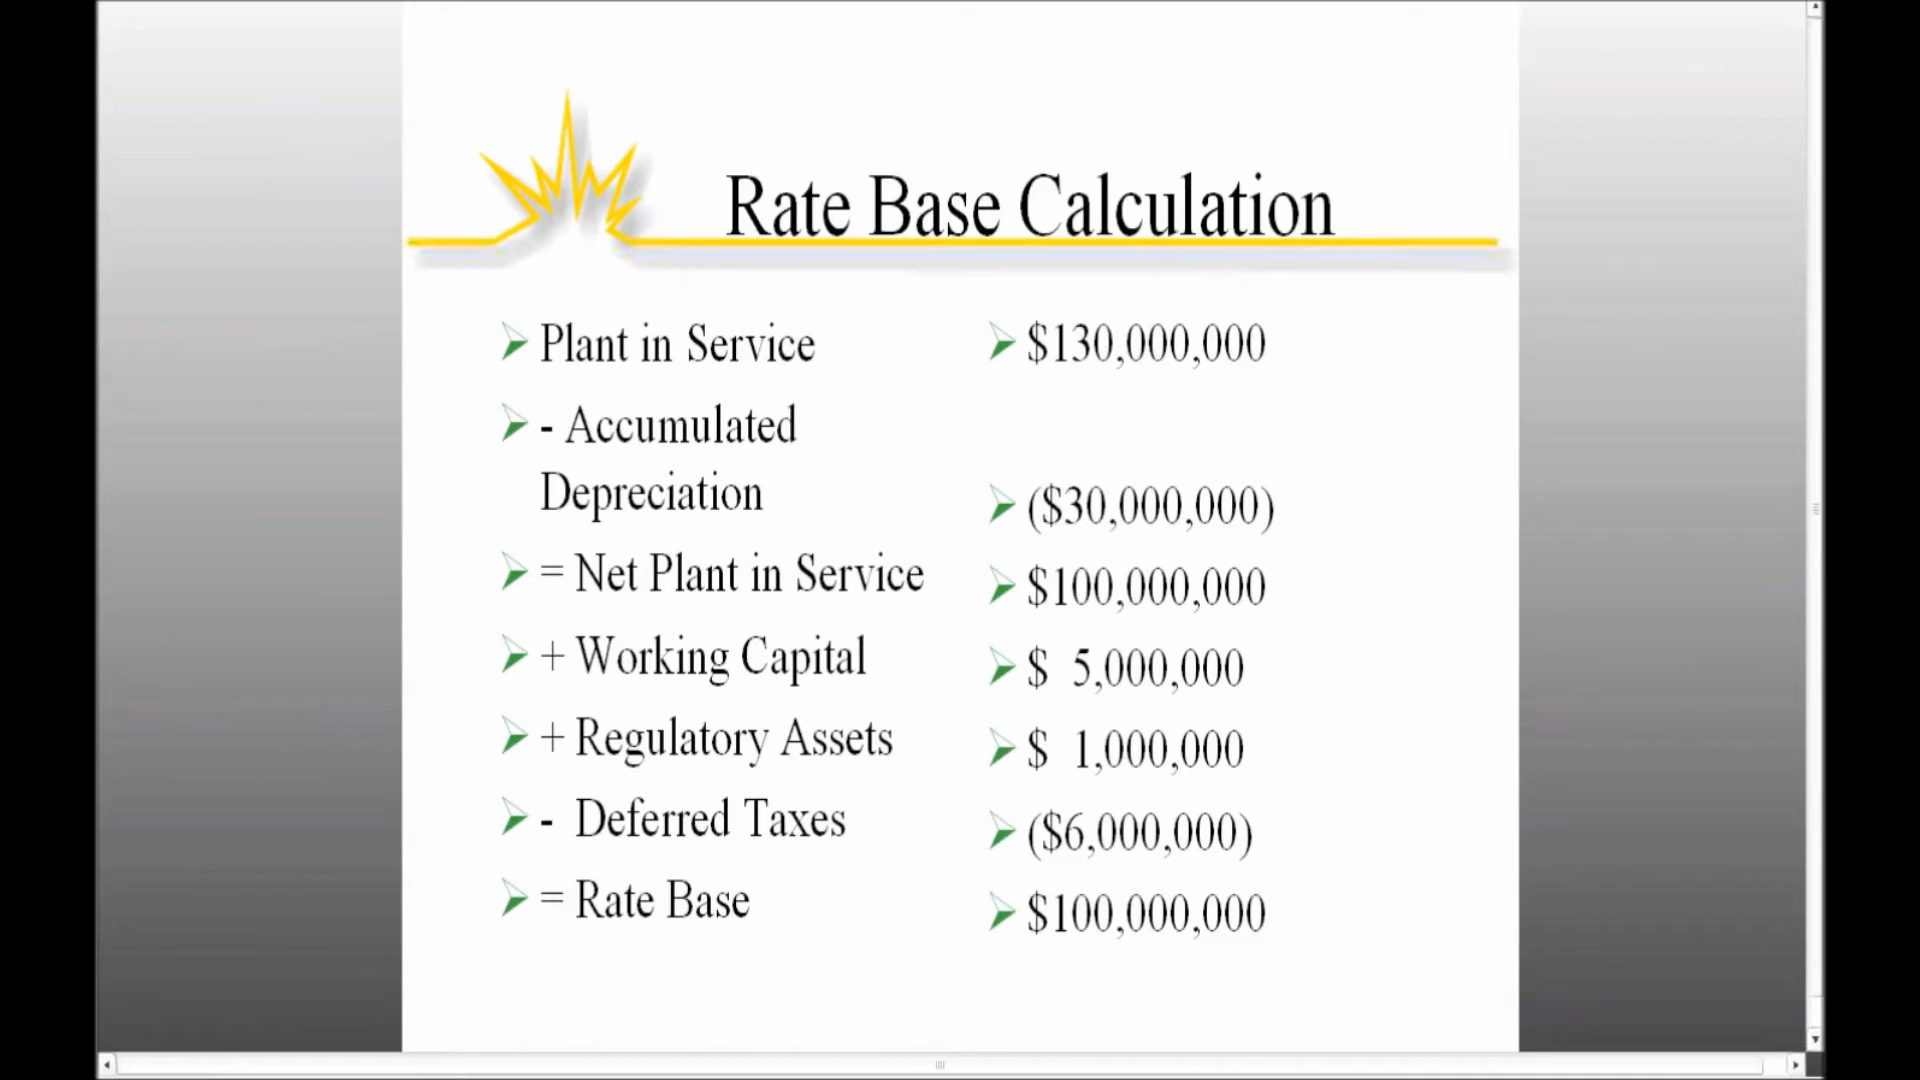 Rate Base Calculation
Plant in Service
$130,000,000
- Accumulated
Depreciation
($30,000,000)
= Net Plant in Service
$100,000,000
+ Working Capital
$ 5,000,000
+ Regulatory Assets
$ 1,000,000
- Deferred Taxes
($6,000,000)
= Rate Base
$100,000,000